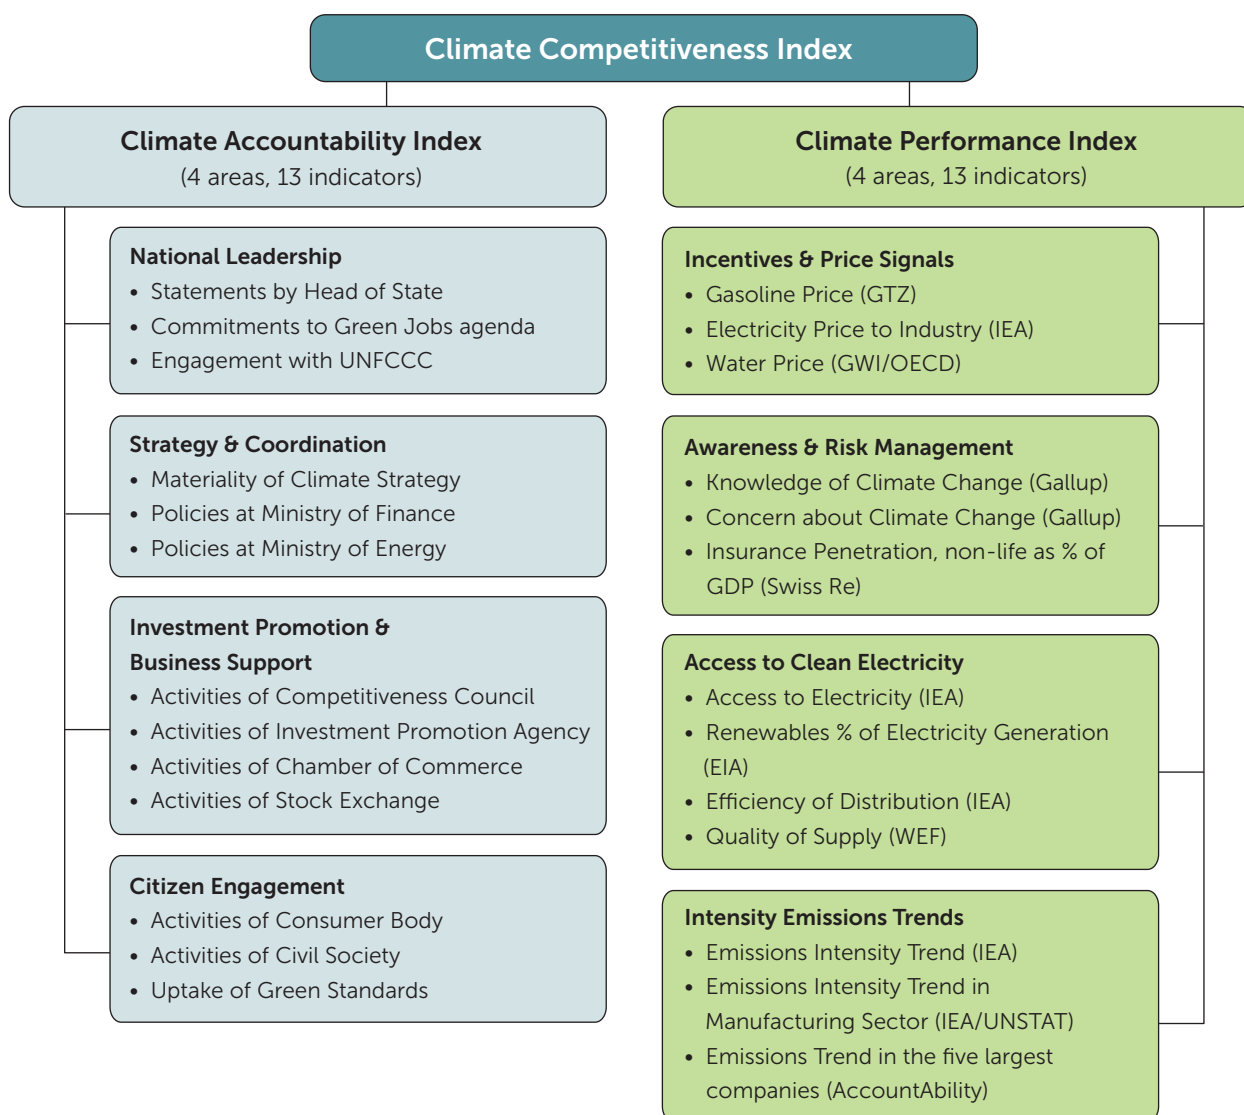 Climate Competitiveness Index
Climate Accountability Index
(4 areas, 13 indicators)
National Leadership
• Statements by Head of State
• Commitments to Green Jobs agenda
• Engagement with UNFCCC
Strategy & Coordination
• Materiality of Climate Strategy
• Policies at Ministry of Finance
• Policies at Ministry of Energy
Investment Promotion &
Business Support
• Activities of Competitiveness Council
• Activities of Investment Promotion Agency
• Activities of Chamber of Commerce
• Activities of Stock Exchange
Citizen Engagement
• Activities of Consumer Body
• Activities of Civil Society
• Uptake of Green Standards
Climate Performance Index
(4 areas, 13 indicators)
Incentives & Price Signals
• Gasoline Price (GTZ)
• Electricity Price to Industry (IEA)
• Water Price (GWI/OECD)
Awareness & Risk Management
• Knowledge of Climate Change (Gallup)
• Concern about Climate Change (Gallup)
• Insurance Penetration, non-life as % of
GDP (Swiss Re)
Access to Clean Electricity
• Access to Electricity (IEA)
• Renewables % of Electricity Generation
(EIA)
• Efficiency of Distribution (IEA)
• Quality of Supply (WEF)
Intensity Emissions Trends
• Emissions Intensity Trend (IEA)
• Emissions Intensity Trend in
Manufacturing Sector (IEA/UNSTAT)
• Emissions Trend in the five largest
companies (AccountAbility)